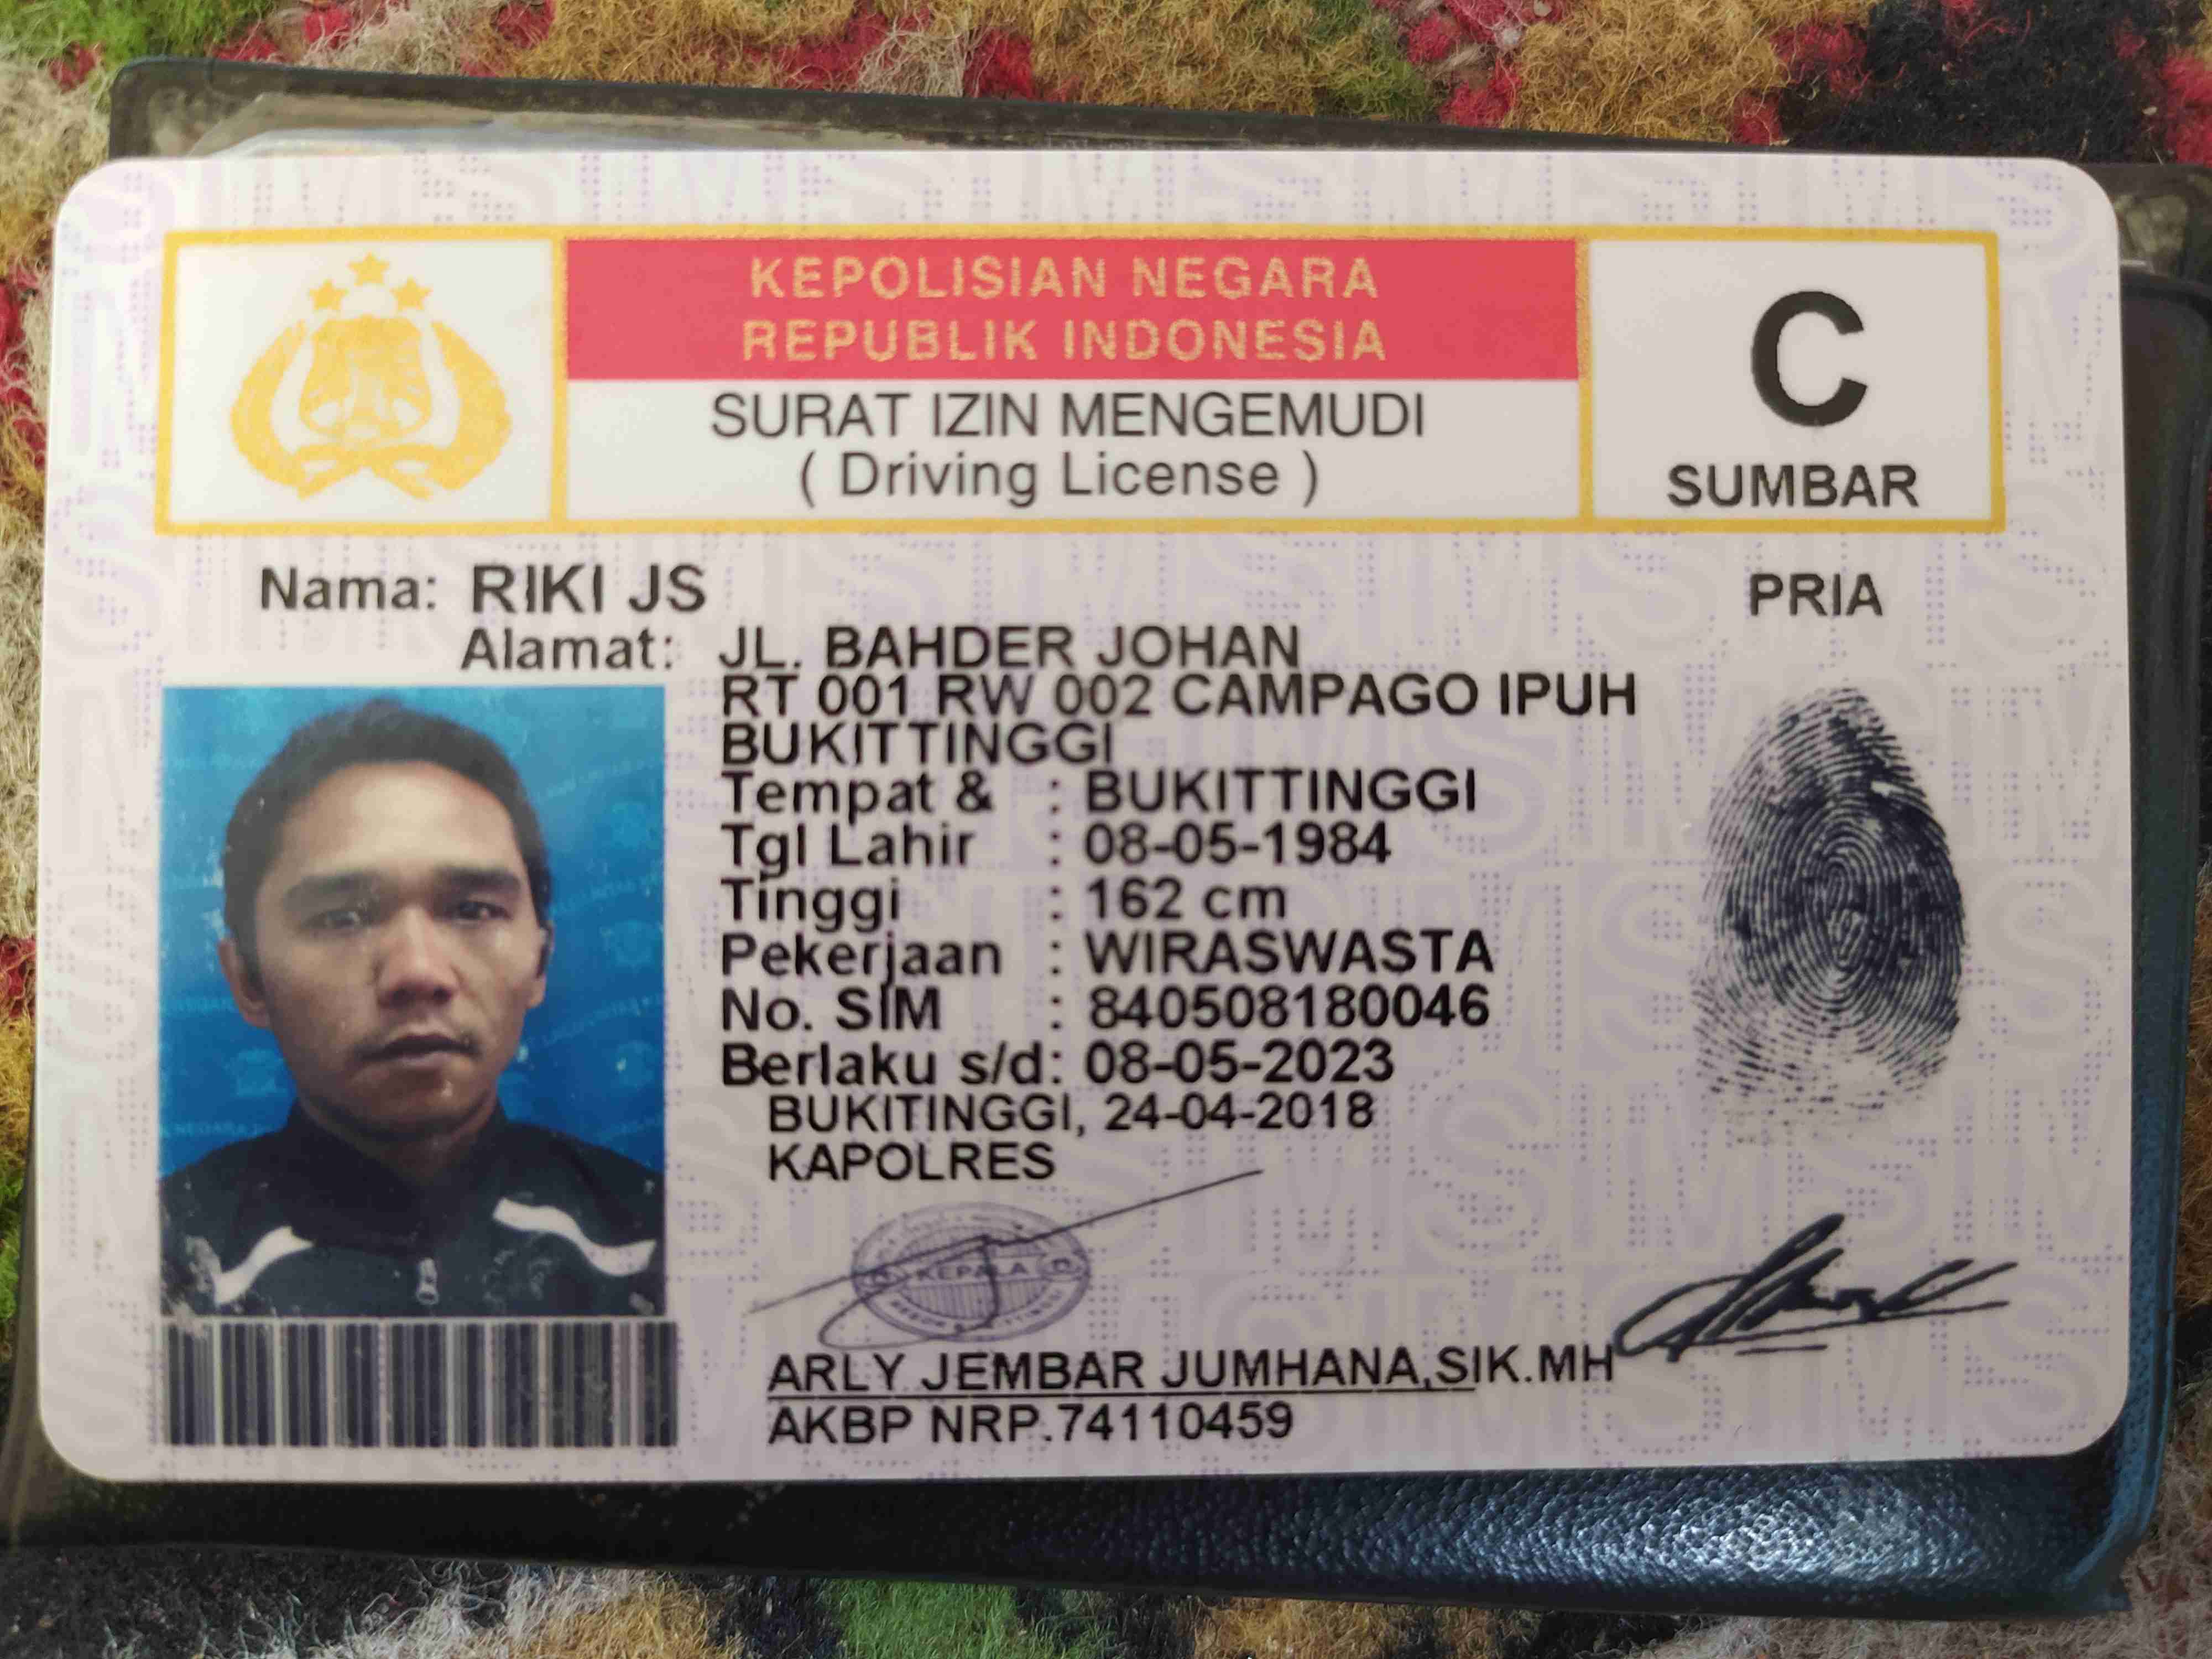 KEPOLISIAN NEGARA
REPUBLIK INDONESIA
SURAT IZIN MENGEMUDI
( Driving License )
C
SUMBAR
Nama: RIKI JS
PRIA
Alamat: JL. BAHDER JOHAN
RT 001 RW 002 CAMPAGO IPUH
BUKITTINGGI
Tempat & : BUKITTINGGI
Tgl Lahir : 08-05-1984
Tinggi : 162 cm
Pekerjaan : WIRASWASTA
No. SIM : 840508180046
Berlaku s/d: 08-05-2023
BUKITINGGI, 24-04-2018
KAPOLRES
KEPALA
ARLY JEMBAR JUMHANA,SIK.MH
AKBP NRP.74110459